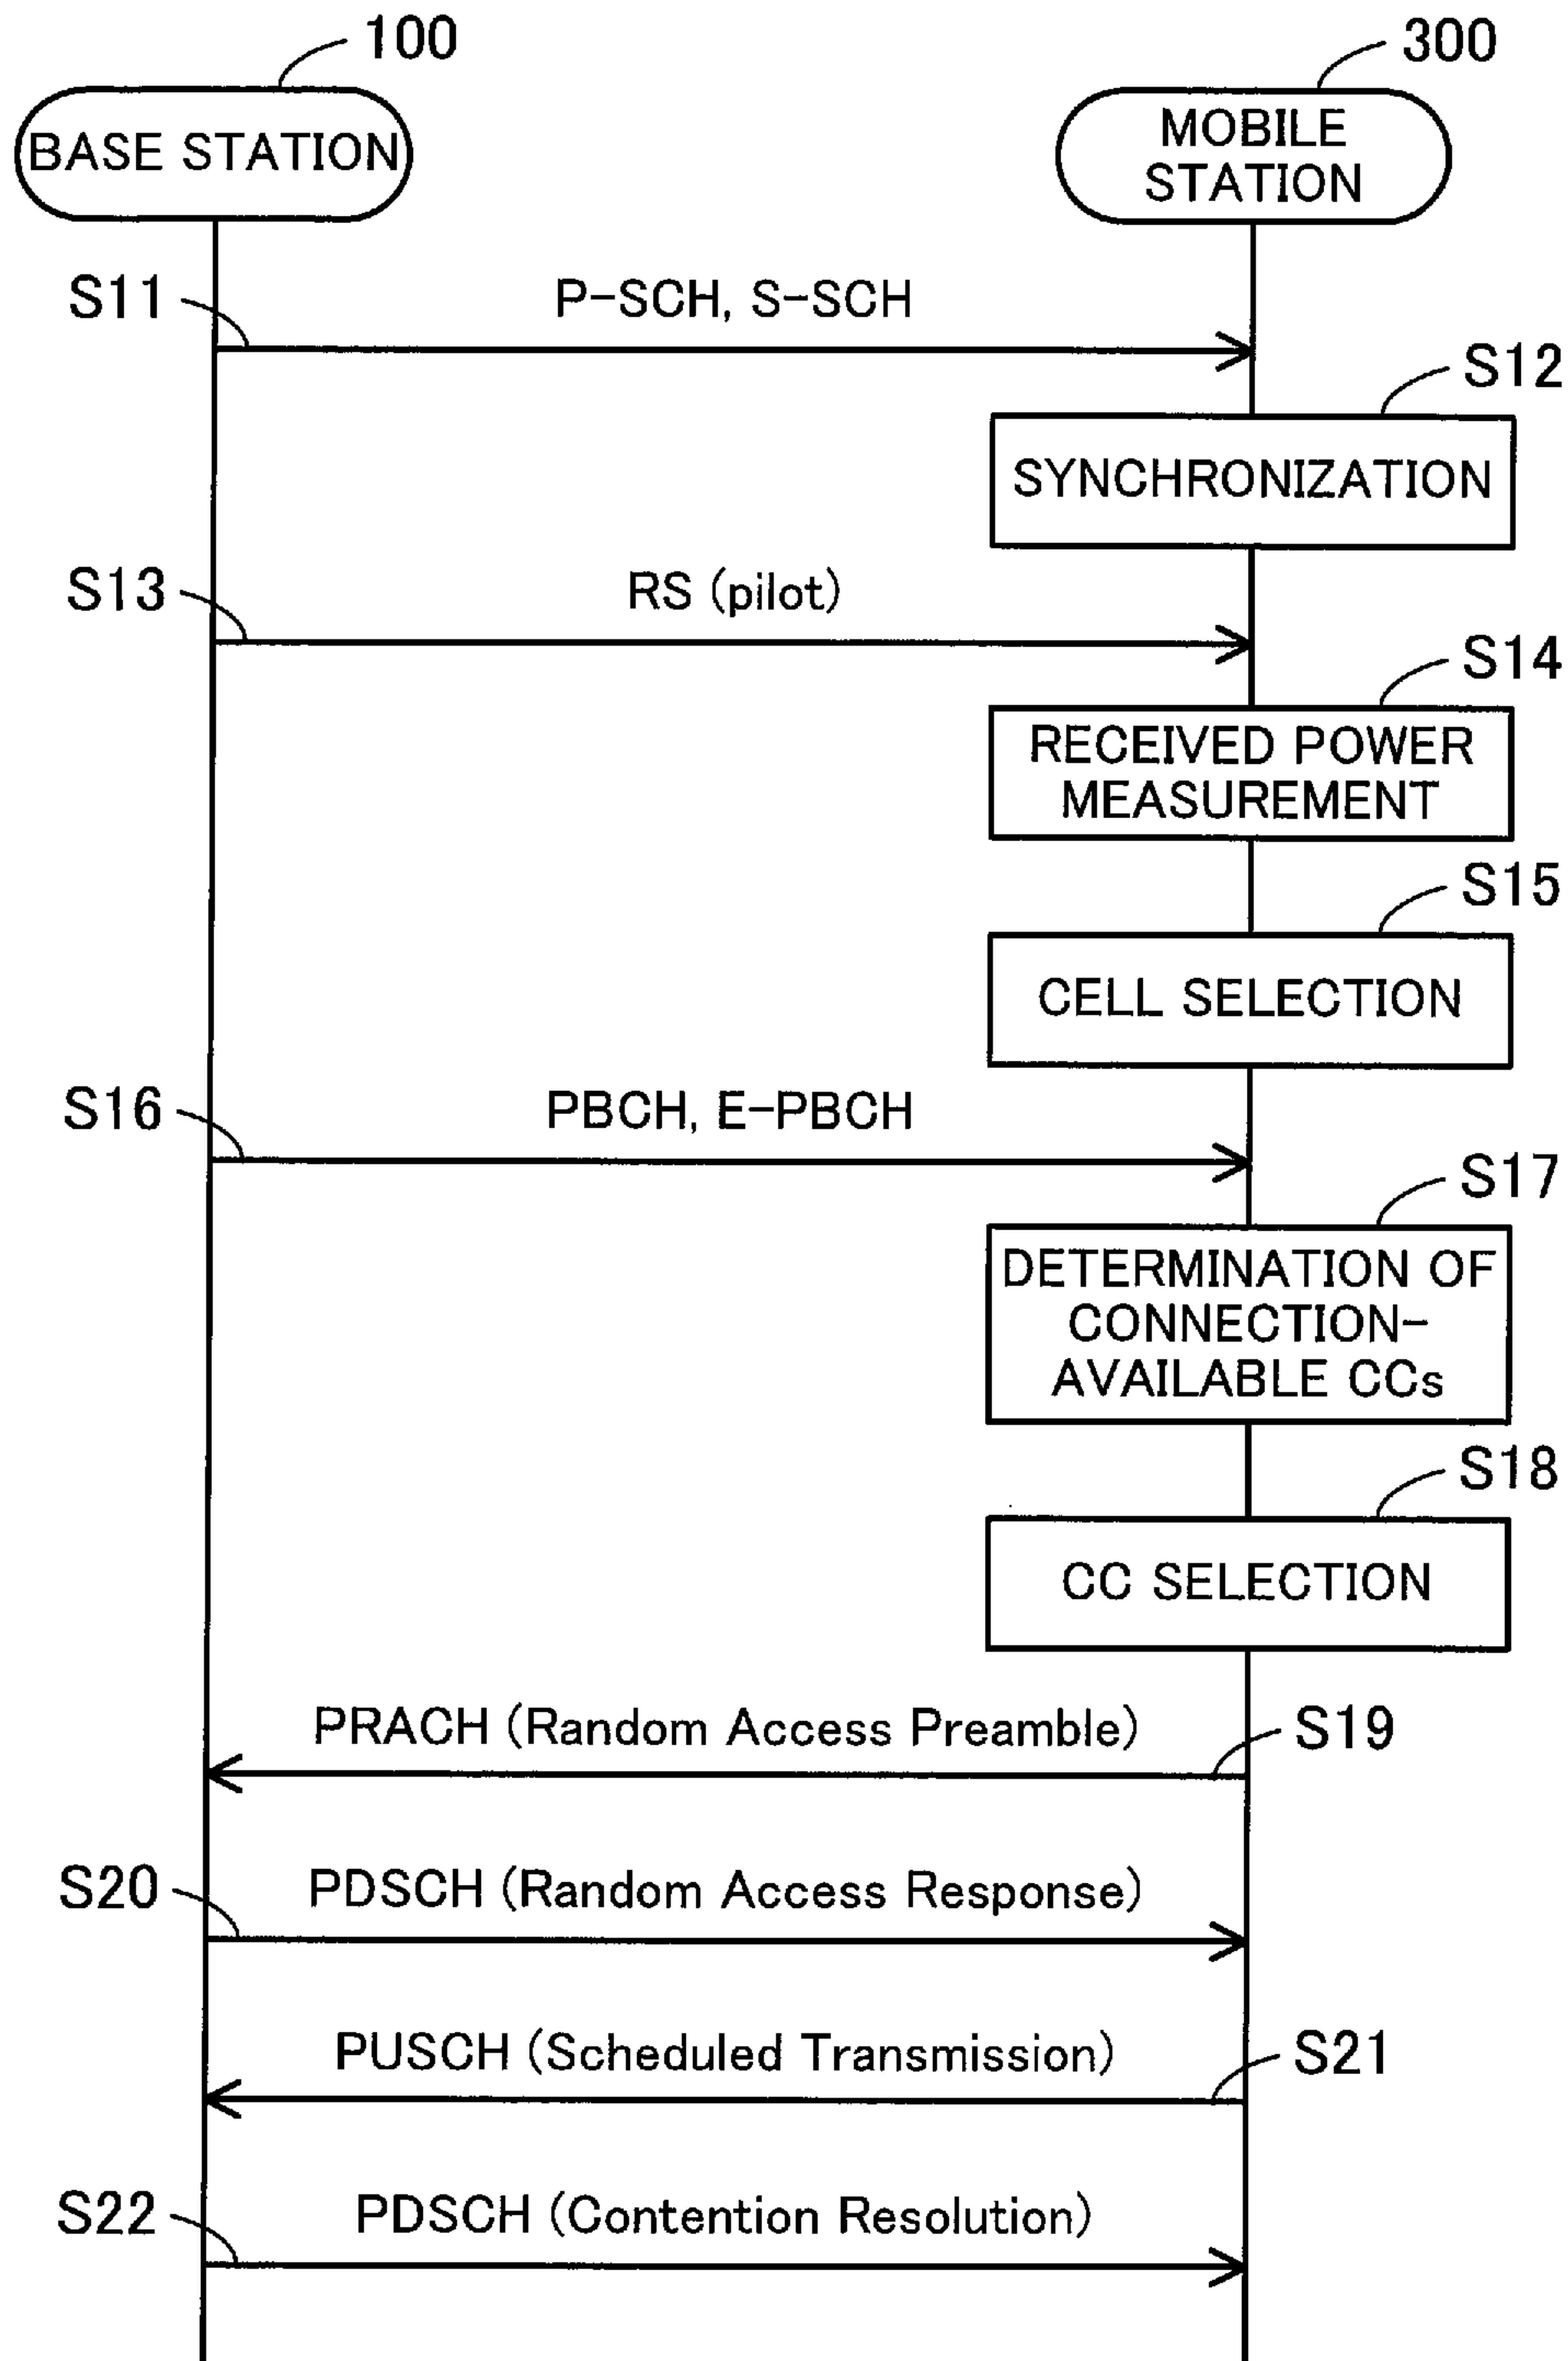 100
300
BASE STATION
MOBILE
STATION
S11
P-SCH, S-SCH
S12
SYNCHRONIZATION
S13
RS (pilot)
S14
RECEIVED POWER
MEASUREMENT
S15
CELL SELECTION
S16
PBCH, E-PBCH
S17
DETERMINATION OF
CONNECTION-
AVAILABLE CCs
S18
CC SELECTION
PRACH (Random Access Preamble)
S19
S20
PDSCH (Random Access Response)
PUSCH (Scheduled Transmission)
S21
S22
PDSCH (Contention Resolution)